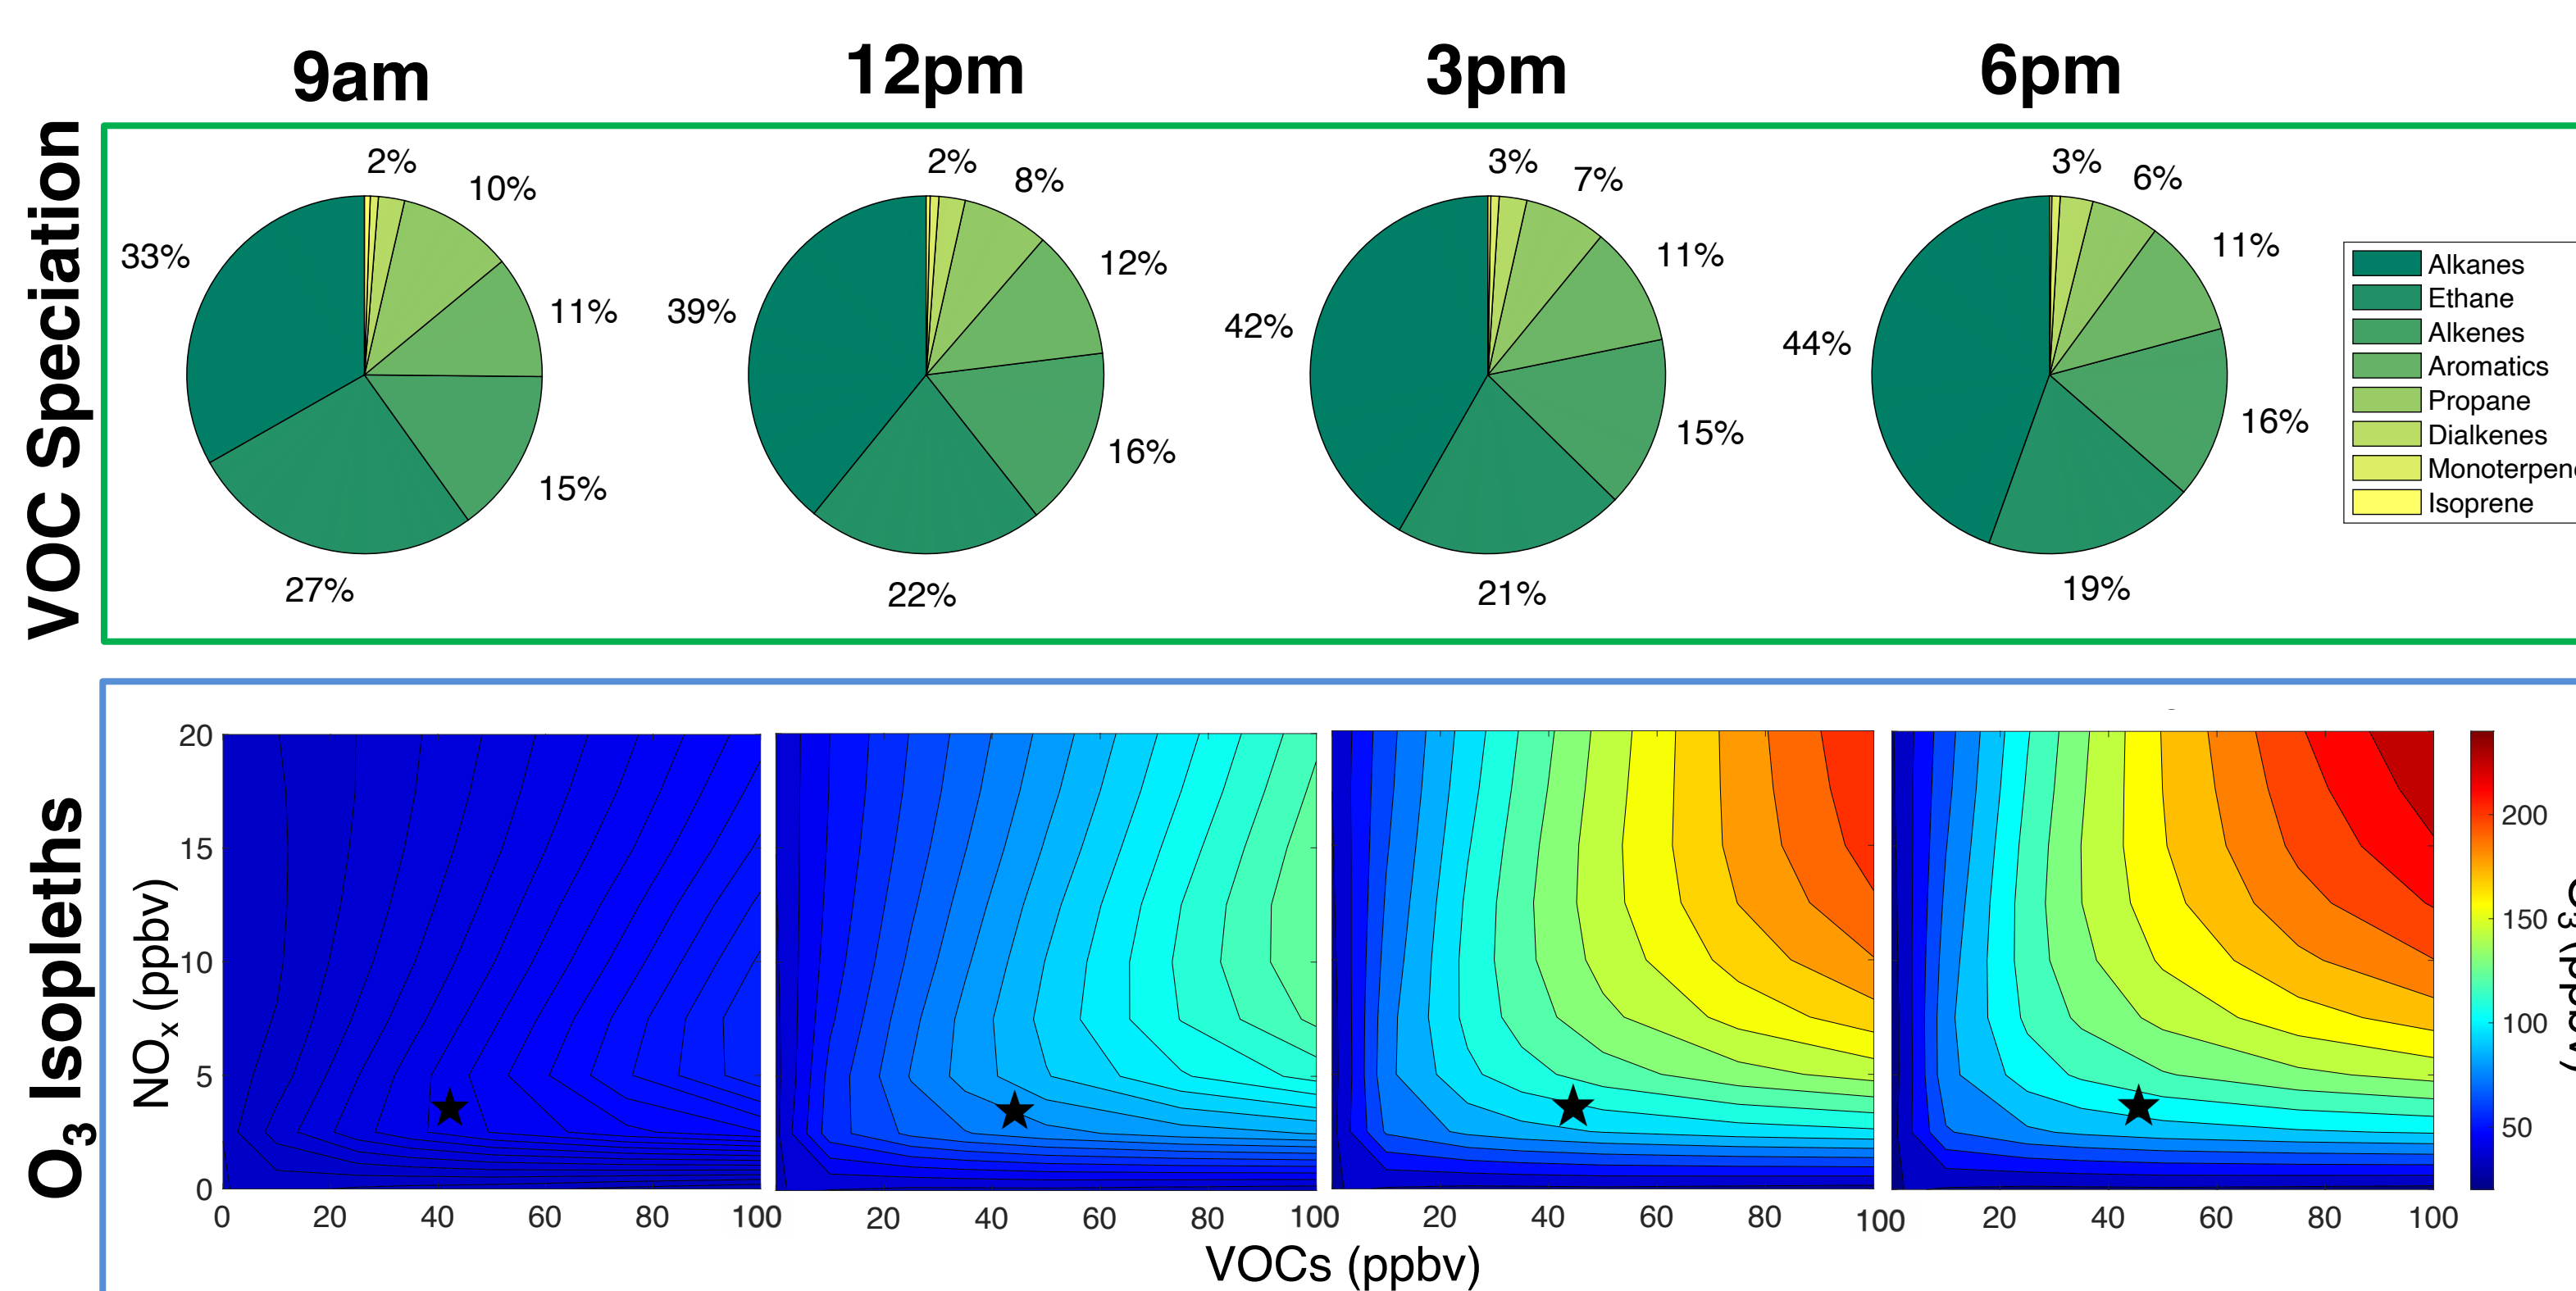 9am 12pm 3pm 6pm
VOC Speciation
2% 10% 11% 15% 27% 33%
2% 8% 12% 16% 22% 39%
3% 7% 11% 15% 21% 42%
3% 6% 11% 16% 19% 44%
Alkanes
Ethane
Alkenes
Aromatics
Propane
Dialkenes
Monoterpene
Isoprene
O3 Isopleths
NOx (ppbv)
20
15
10
5
0
0 20 40 60 80 100 20 40 60 80 100 20 40 60 80 100 20 40 60 80 100
VOCs (ppbv)
200
150
100
50
O3 (ppbv)